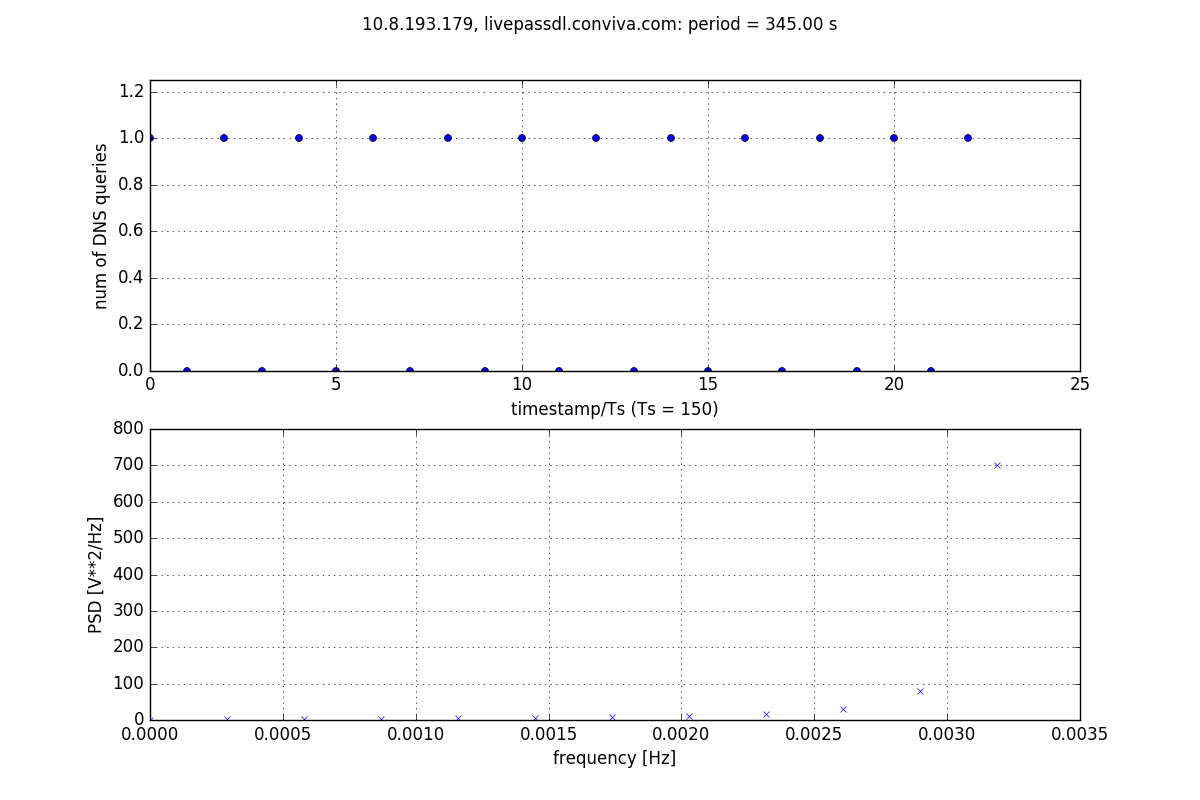 10.8.193.179, livepassdl.conviva.com: period = 345.00 s
1.2
1.0
0.8
0.6
0.4
0.2
0.0
num of DNS queries
0 5 10 15 20 25
timestamp/Ts (Ts = 150)
800
700
600
500
400
300
200
100
0
PSD [V**2/Hz]
0.0000 0.0005 0.0010 0.0015 0.0020 0.0025 0.0030 0.0035
frequency [Hz]